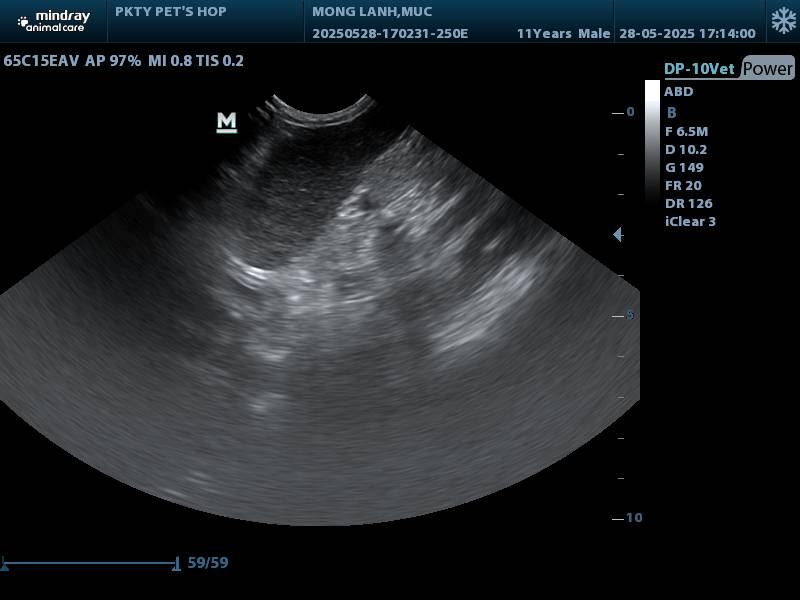 mindray
animal care
PKTY PET'S HOP
MONG LANH,MUC
20250528-170231-250E
11Years Male
28-05-2025 17:14:00
65C15EAV AP 97% MI 0.8 TIS 0.2
M
DP-10Vet
Power
ABD
B
F 6.5M
D 10.2
G 149
FR 20
DR 126
iClear 3
0
5
10
59/59